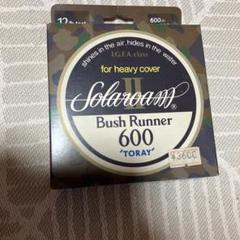 12
600
shines in the air, hides in the water
I.G.F.A. class
for heavy cover
Solaroam
II
Bush Runner
600
"TORAY"
¥3600